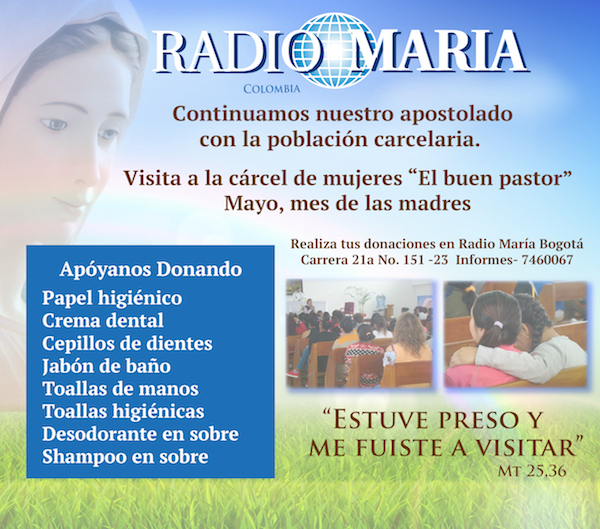 RADIO MARIA
COLOMBIA
Continuamos nuestro apostolado
con la población carcelaria.
Visita a la cárcel de mujeres “El buen pastor”
Mayo, mes de las madres
Realiza tus donaciones en Radio María Bogotá
Carrera 21a No. 151 -23 Informes- 7460067
Apóyanos Donando
Papel higiénico
Crema dental
Cepillos de dientes
Jabón de baño
Toallas de manos
Toallas higiénicas
Desodorante en sobre
Shampoo en sobre
“ESTUVE PRESO Y
ME FUISTE A VISITAR”
MT 25,36